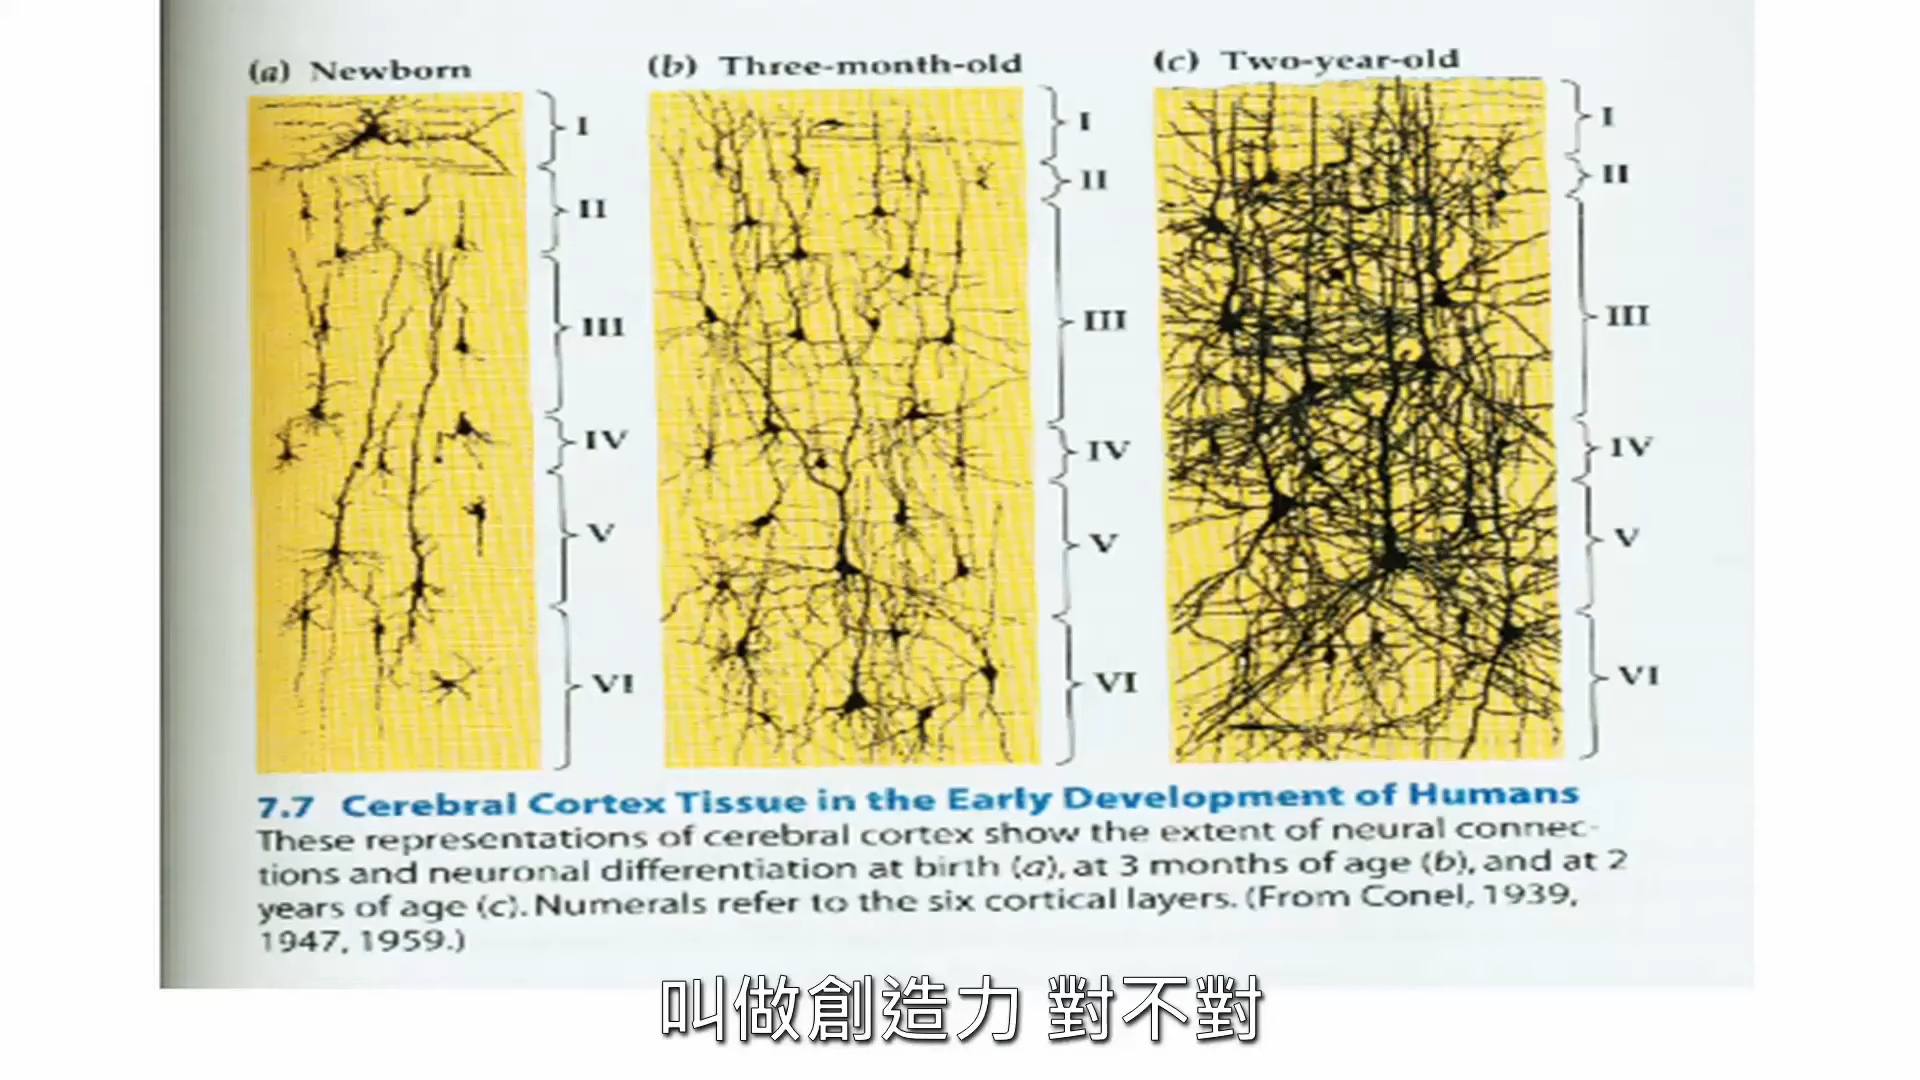 (a) Newborn
(b) Three-month-old
(c) Two-year-old
I
II
III
IV
V
VI
I
II
III
IV
V
VI
I
II
III
IV
V
VI
7.7 Cerebral Cortex Tissue in the Early Development of Humans
These representations of cerebral cortex show the extent of neural connec-
tions and neuronal differentiation at birth (a), at 3 months of age (b), and at 2
years of age (c). Numerals refer to the six cortical layers. (From Conel, 1939,
1947, 1959.)
叫做創造力 對不對